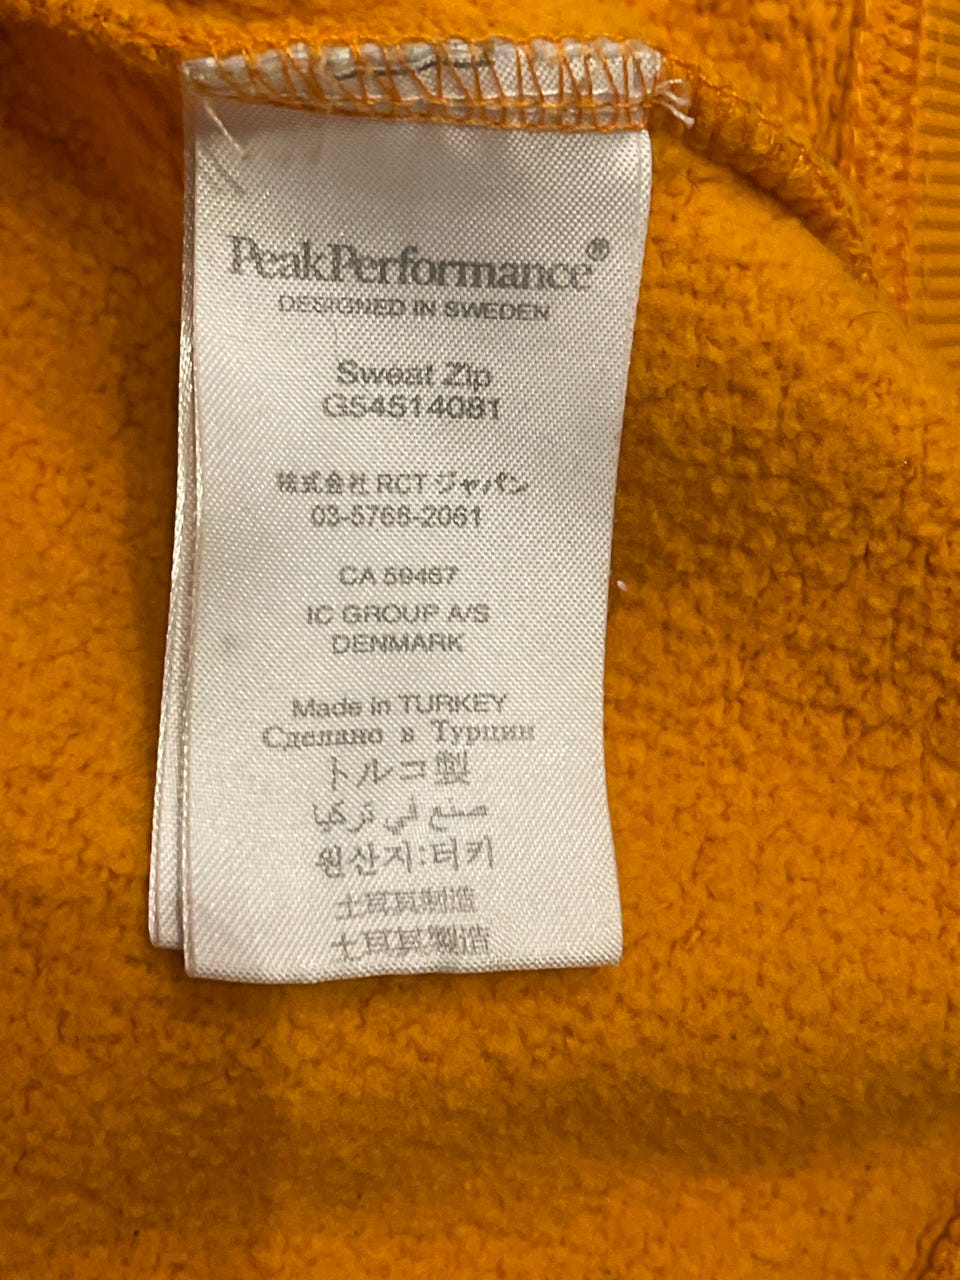 PeakPerformance®
DESIGNED IN SWEDEN
Sweat Zip
G54514081
株式会社 RCT ジャパン
03-5768-2061
CA 59467
IC GROUP A/S
DENMARK
Made in TURKEY
Сделано в Турции
トルコ製
صنع في تركيا
원산지:터키
土耳其制造
土耳其製造